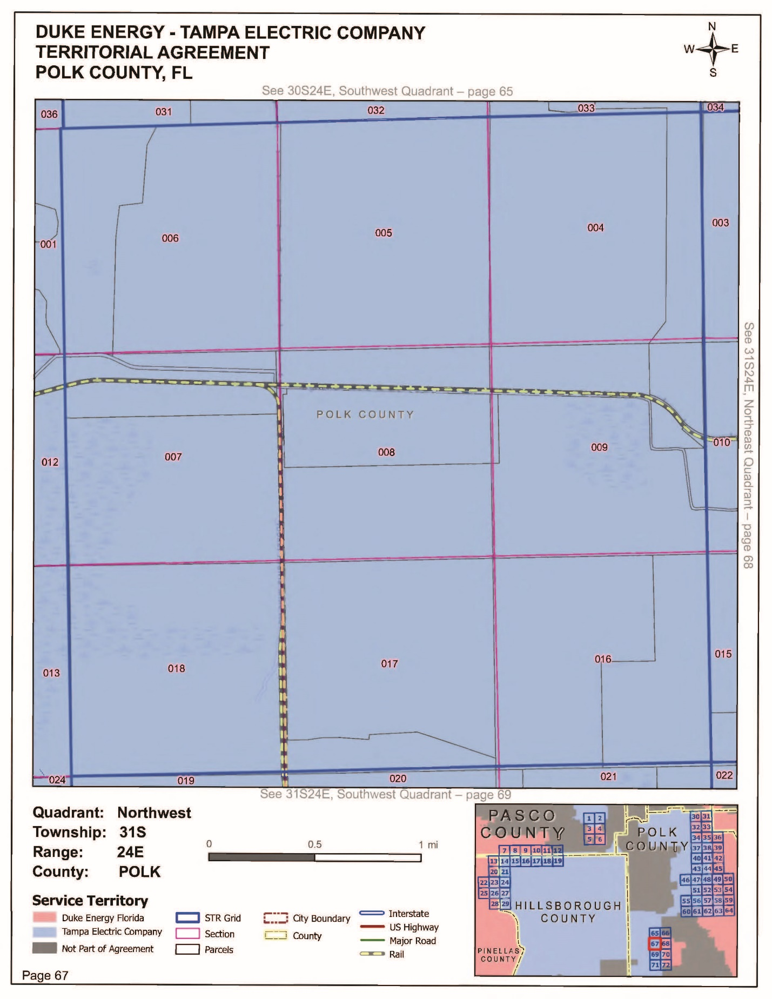 DUKE ENERGY - TAMPA ELECTRIC COMPANY
TERRITORIAL AGREEMENT
POLK COUNTY, FL
N
W E
S
See 30S24E, Southwest Quadrant – page 65
036 031 032 033 034
001 006 005 004 003
POLK COUNTY
012 007 008 009 010
013 018 017 016 015
024 019 020 021 022
See 31S24E, Northeast Quadrant – page 68
See 31S24E, Southwest Quadrant – page 69
Quadrant: Northwest
Township: 31S
Range: 24E
County: POLK
0 0.5 1 mi
Service Territory
Duke Energy Florida
Tampa Electric Company
Not Part of Agreement
STR Grid
Section
Parcels
City Boundary
County
Interstate
US Highway
Major Road
Rail
PASCO
COUNTY
POLK
COUNTY
HILLSBOROUGH
COUNTY
PINELLAS
COUNTY
1 2
3 4
5 6
7 8 9 10 11 12
13 14 15 16 17 18 19
20 21
22 23 24
25 26 27
28 29
30 31
32 33
34 35 36
37 38 39
40 41 42
43 44 45
46 47 48 49 50
51 52 53 54
55 56 57 58 59
60 61 62 63 64
65 66
67 68
69 70
71 72
Page 67